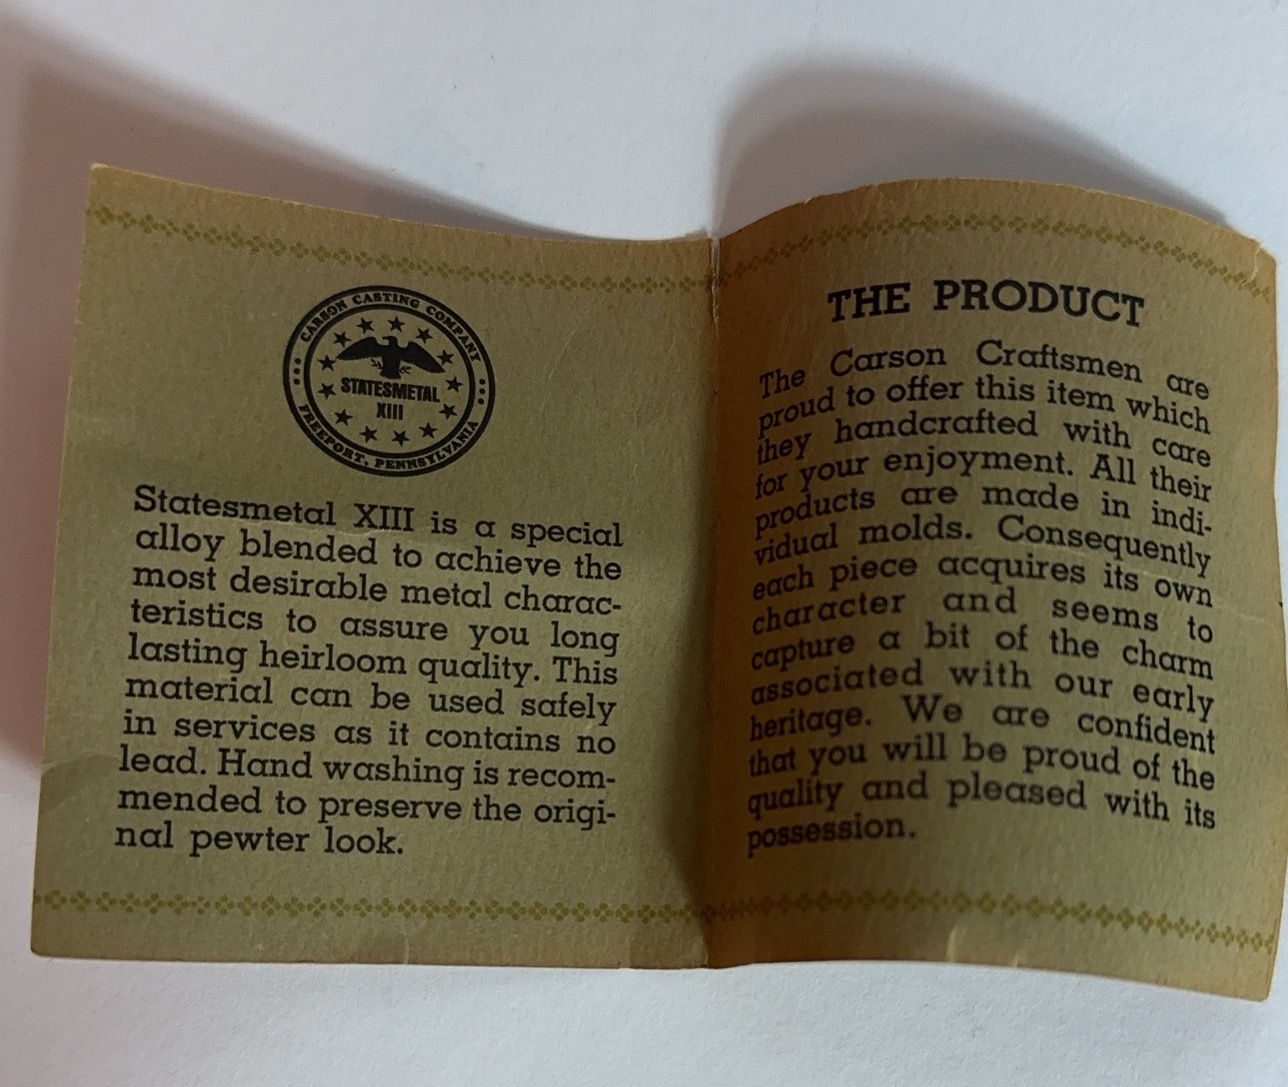 CARSON CASTING COMPANY
STATESMETAL
XIII
FREEPORT, PENNSYLVANIA
Statesmetal XIII is a special
alloy blended to achieve the
most desirable metal charac-
teristics to assure you long
lasting heirloom quality. This
material can be used safely
in services as it contains no
lead. Hand washing is recom-
mended to preserve the origi-
nal pewter look.
THE PRODUCT
The Carson Craftsmen are
proud to offer this item which
they handcrafted with care
for your enjoyment. All their
products are made in indi-
vidual molds. Consequently
each piece acquires its own
character and seems to
capture a bit of the charm
associated with our early
heritage. We are confident
that you will be proud of the
quality and pleased with its
possession.